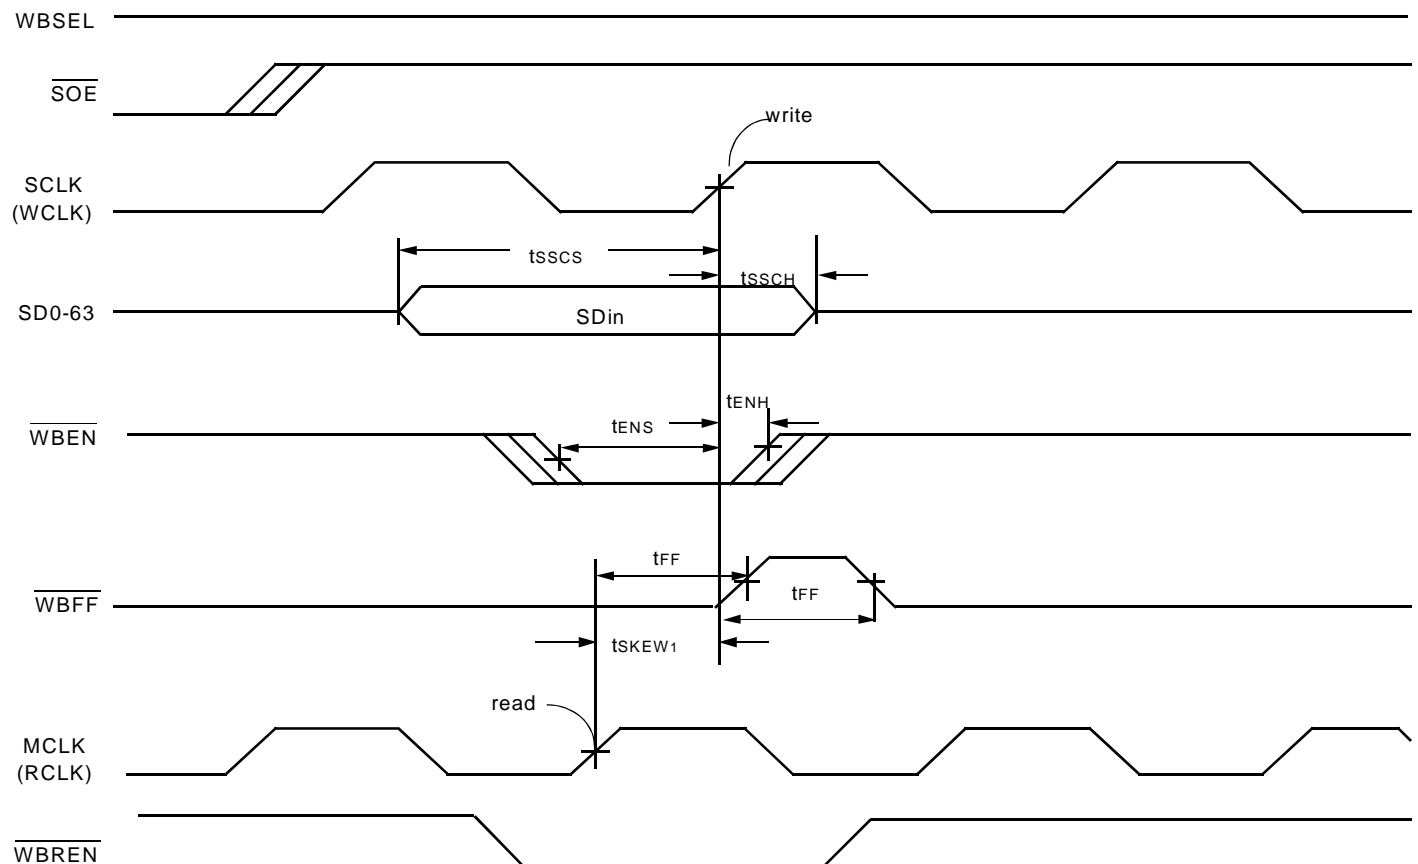 WBSEL
SOE
write
SCLK
(WCLK)
tSSCS
tSSCH
SD0-63
SDin
tENH
tENS
WBEN
tFF
tFF
WBFF
tSKEW1
read
MCLK
(RCLK)
WBREN